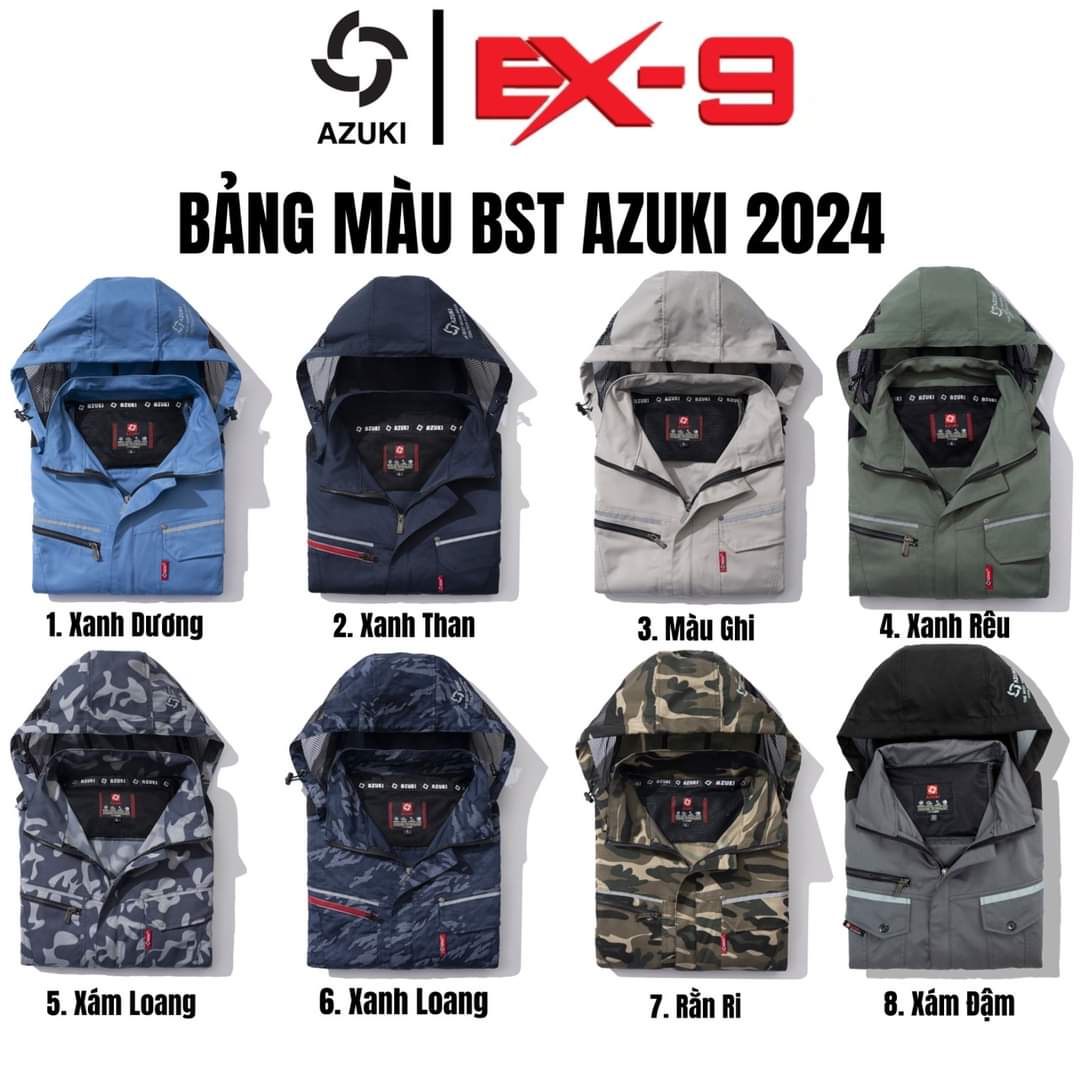 AZUKI
EX-9
BẢNG MÀU BST AZUKI 2024
1. Xanh Dương
2. Xanh Than
3. Màu Ghi
4. Xanh Rêu
5. Xám Loang
6. Xanh Loang
7. Rằn Ri
8. Xám Đậm